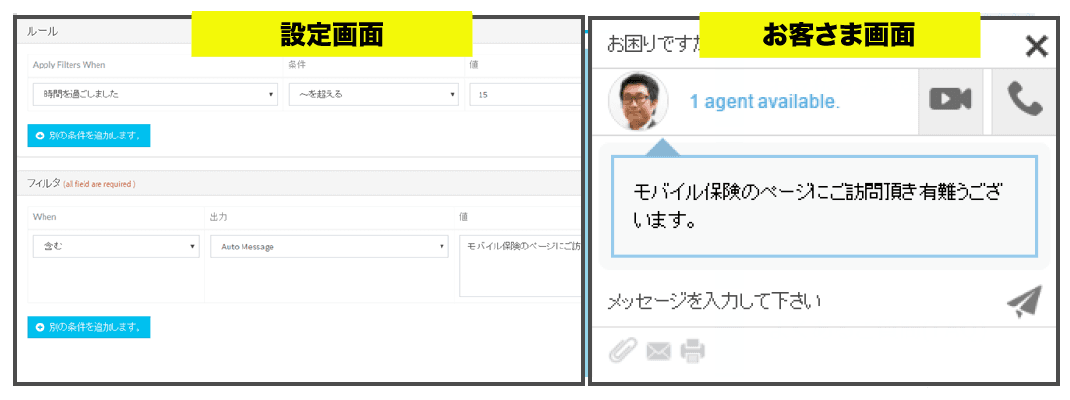 設定画面
ルール
Apply Filters When
条件
値
時間を過ごしました
〜を超える
15
別の条件を追加します。
フィルタ (all field are required )
When
出力
値
含む
Auto Message
モバイル保険のページにご訪
別の条件を追加します。
お客さま画面
お困りですか
1 agent available.
モバイル保険のページにご訪問頂き有難うござ
います。
メッセージを入力して下さい